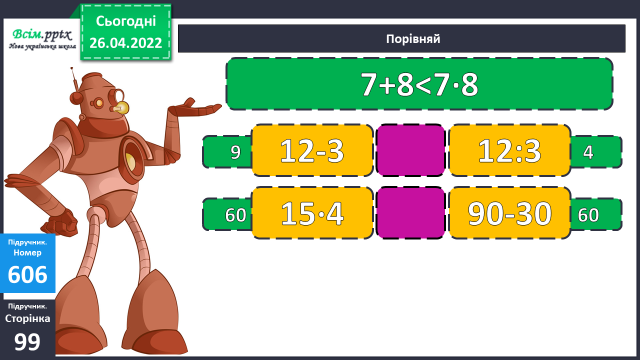 Всім.pptx
Нова українська школа
Сьогодні
26.04.2022
Порівняй
7+8<7·8
9 12-3 12:3 4
60 15·4 90-30 60
Підручник.
Номер
606
Підручник.
Сторінка
99